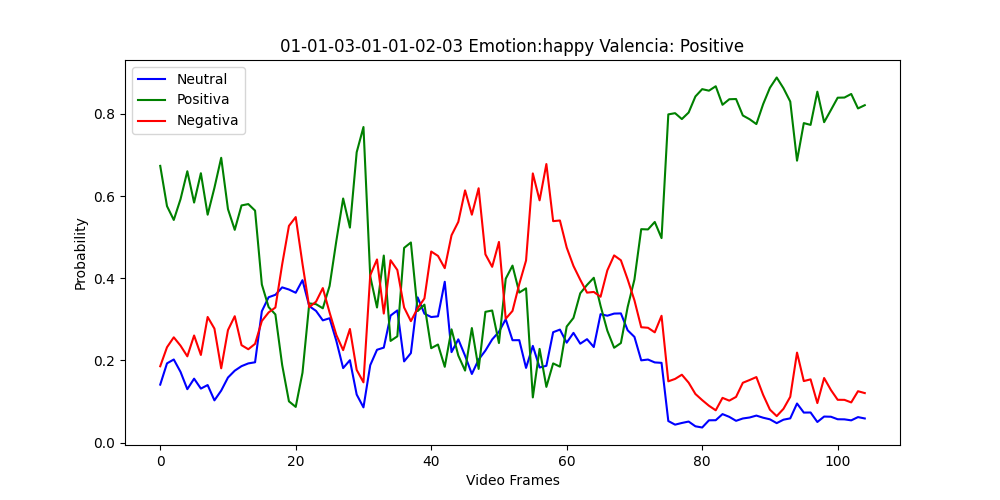 01-01-03-01-01-02-03 Emotion:happy Valencia: Positive
Neutral
Positiva
Negativa
Probability
0.8
0.6
0.4
0.2
0.0
0 20 40 60 80 100
Video Frames